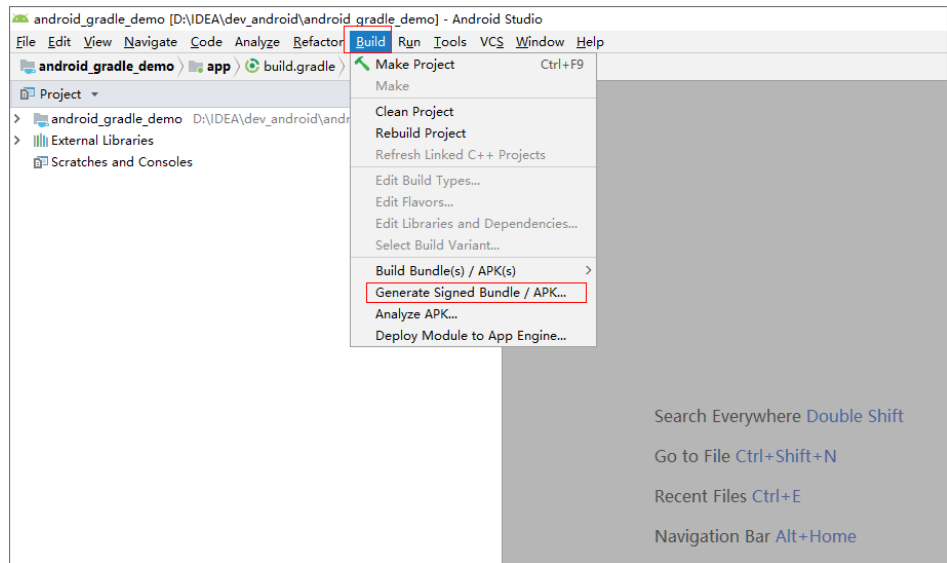 android_gradle_demo [D:\IDEA\dev_android\android_gradle_demo] - Android Studio
File Edit View Navigate Code Analyze Refactor Build Run Tools VCS Window Help
android_gradle_demo app build.gradle
Project
android_gradle_demo D:\IDEA\dev_android\andr
External Libraries
Scratches and Consoles
Make Project Ctrl+F9
Make
Clean Project
Rebuild Project
Refresh Linked C++ Projects
Edit Build Types...
Edit Flavors...
Edit Libraries and Dependencies...
Select Build Variant...
Build Bundle(s) / APK(s)
Generate Signed Bundle / APK...
Analyze APK...
Deploy Module to App Engine...
Search Everywhere Double Shift
Go to File Ctrl+Shift+N
Recent Files Ctrl+E
Navigation Bar Alt+Home